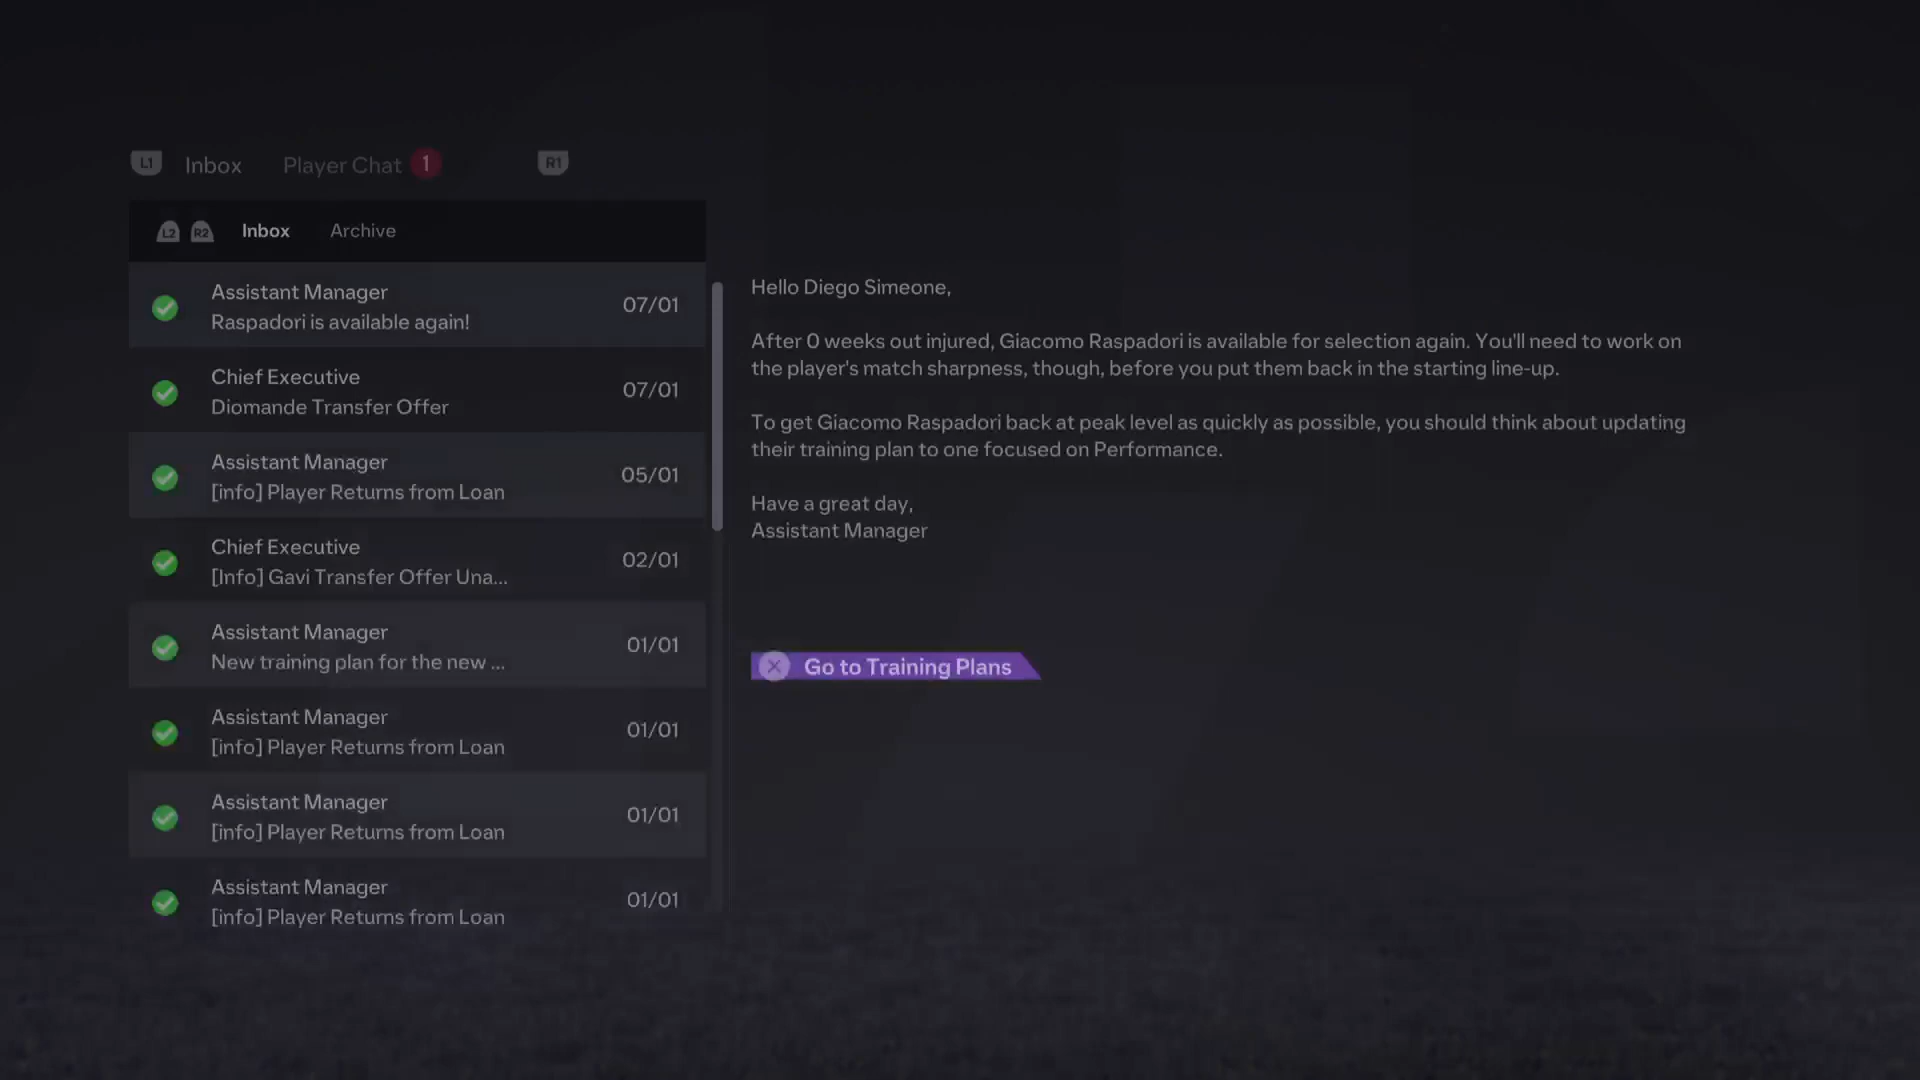 L1 Inbox Player Chat 1 R1
L2 R2 Inbox Archive
Assistant Manager
Raspadori is available again!
07/01
Chief Executive
Diomande Transfer Offer
07/01
Assistant Manager
[info] Player Returns from Loan
05/01
Chief Executive
[Info] Gavi Transfer Offer Una...
02/01
Assistant Manager
New training plan for the new ...
01/01
Assistant Manager
[info] Player Returns from Loan
01/01
Assistant Manager
[info] Player Returns from Loan
01/01
Assistant Manager
[info] Player Returns from Loan
01/01
Hello Diego Simeone,
After 0 weeks out injured, Giacomo Raspadori is available for selection again. You'll need to work on
the player's match sharpness, though, before you put them back in the starting line-up.
To get Giacomo Raspadori back at peak level as quickly as possible, you should think about updating
their training plan to one focused on Performance.
Have a great day,
Assistant Manager
Go to Training Plans